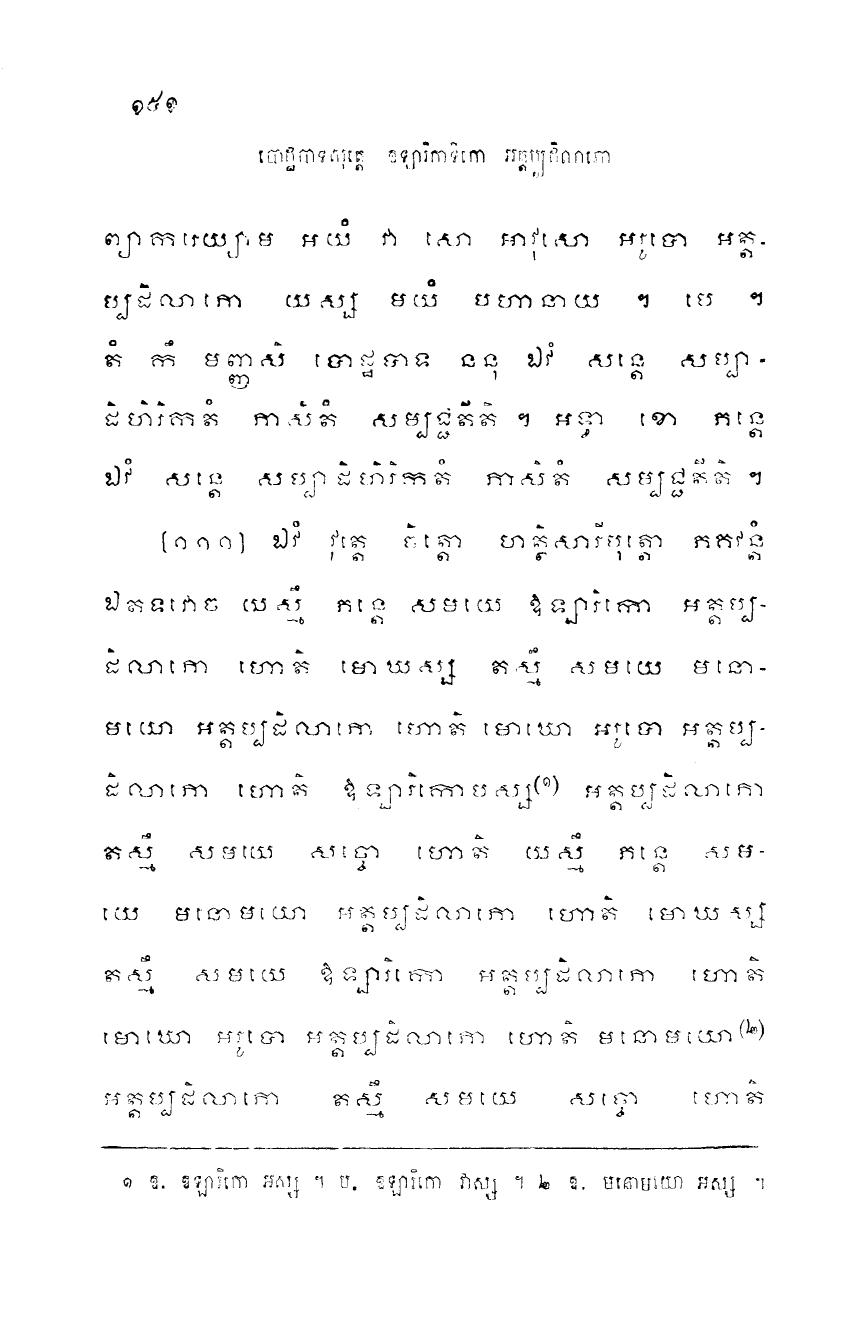 ១៥១
បោដ្ឋបាទសុត្តេ ឱឡារិកាទិកោ អត្តប្បដិលាភោ
ព្យាករេយ្យាម អយំ វា សោ អាវុសោ អរូបោ អត្ត-
ប្បដិលាភោ យស្ស មយំ បហានាយ ។ បេ ។
តំ កឹ មញ្ញសិ បោដ្ឋបាទ ននុ ឯវំ សន្តេ សប្បា-
ដិហិរិកតំ ភាសិតំ សម្បជ្ជតីតិ ។ អទ្ធា ខោ ភន្តេ
ឯវំ សន្តេ សប្បាដិហិរិកតំ ភាសិតំ សម្បជ្ជតីតិ ។
[១១១] ឯវំ វុត្តេ ចិត្តោ ហត្ថិសារីបុត្តោ ភគវន្តំ
ឯតទវោច យស្មឹ ភន្តេ សមយេ ឱឡារិកោ អត្តប្ប-
ដិលាភោ ហោតិ មោឃស្ស តស្មឹ សមយេ មនោ-
មយោ អត្តប្បដិលាភោ ហោតិ មោឃោ អរូបោ អត្តប្ប-
ដិលាភោ ហោតិ ឱឡារិកោបស្ស(១) អត្តប្បដិលាភោ
តស្មឹ សមយេ សច្ចោ ហោតិ យស្មឹ ភន្តេ សម-
យេ មនោមយោ អត្តប្បដិលាភោ ហោតិ មោឃស្ស
តស្មឹ សមយេ ឱឡារិកោ អត្តប្បដិលាភោ ហោតិ
មោឃោ អរូបោ អត្តប្បដិលាភោ ហោតិ មនោមយោ(២)
អត្តប្បដិលាភោ តស្មឹ សមយេ សច្ចោ ហោតិ
១ ឱ. ឱឡារិកោ អស្ស ។ ប. ឱឡារិកោ វាស្ស ។ ២ ឱ. មនោមយោ អស្ស ។